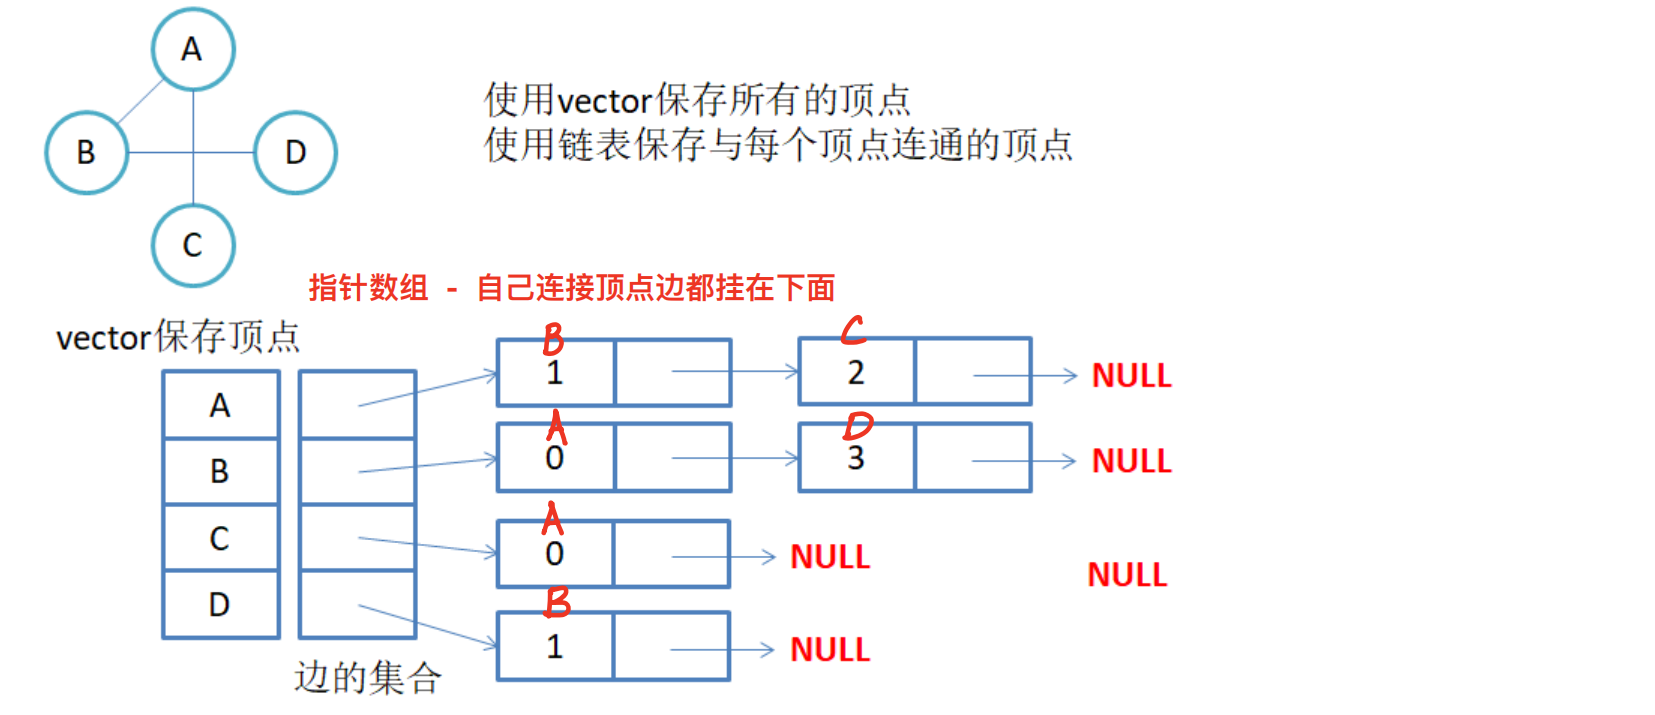 A
B
D
C
使用vector保存所有的顶点
使用链表保存与每个顶点连通的顶点
指针数组 - 自己连接顶点边都挂在下面
vector保存顶点
B
C
A
1
2
NULL
A
D
B
0
3
NULL
A
C
0
NULL
NULL
B
D
1
NULL
边的集合